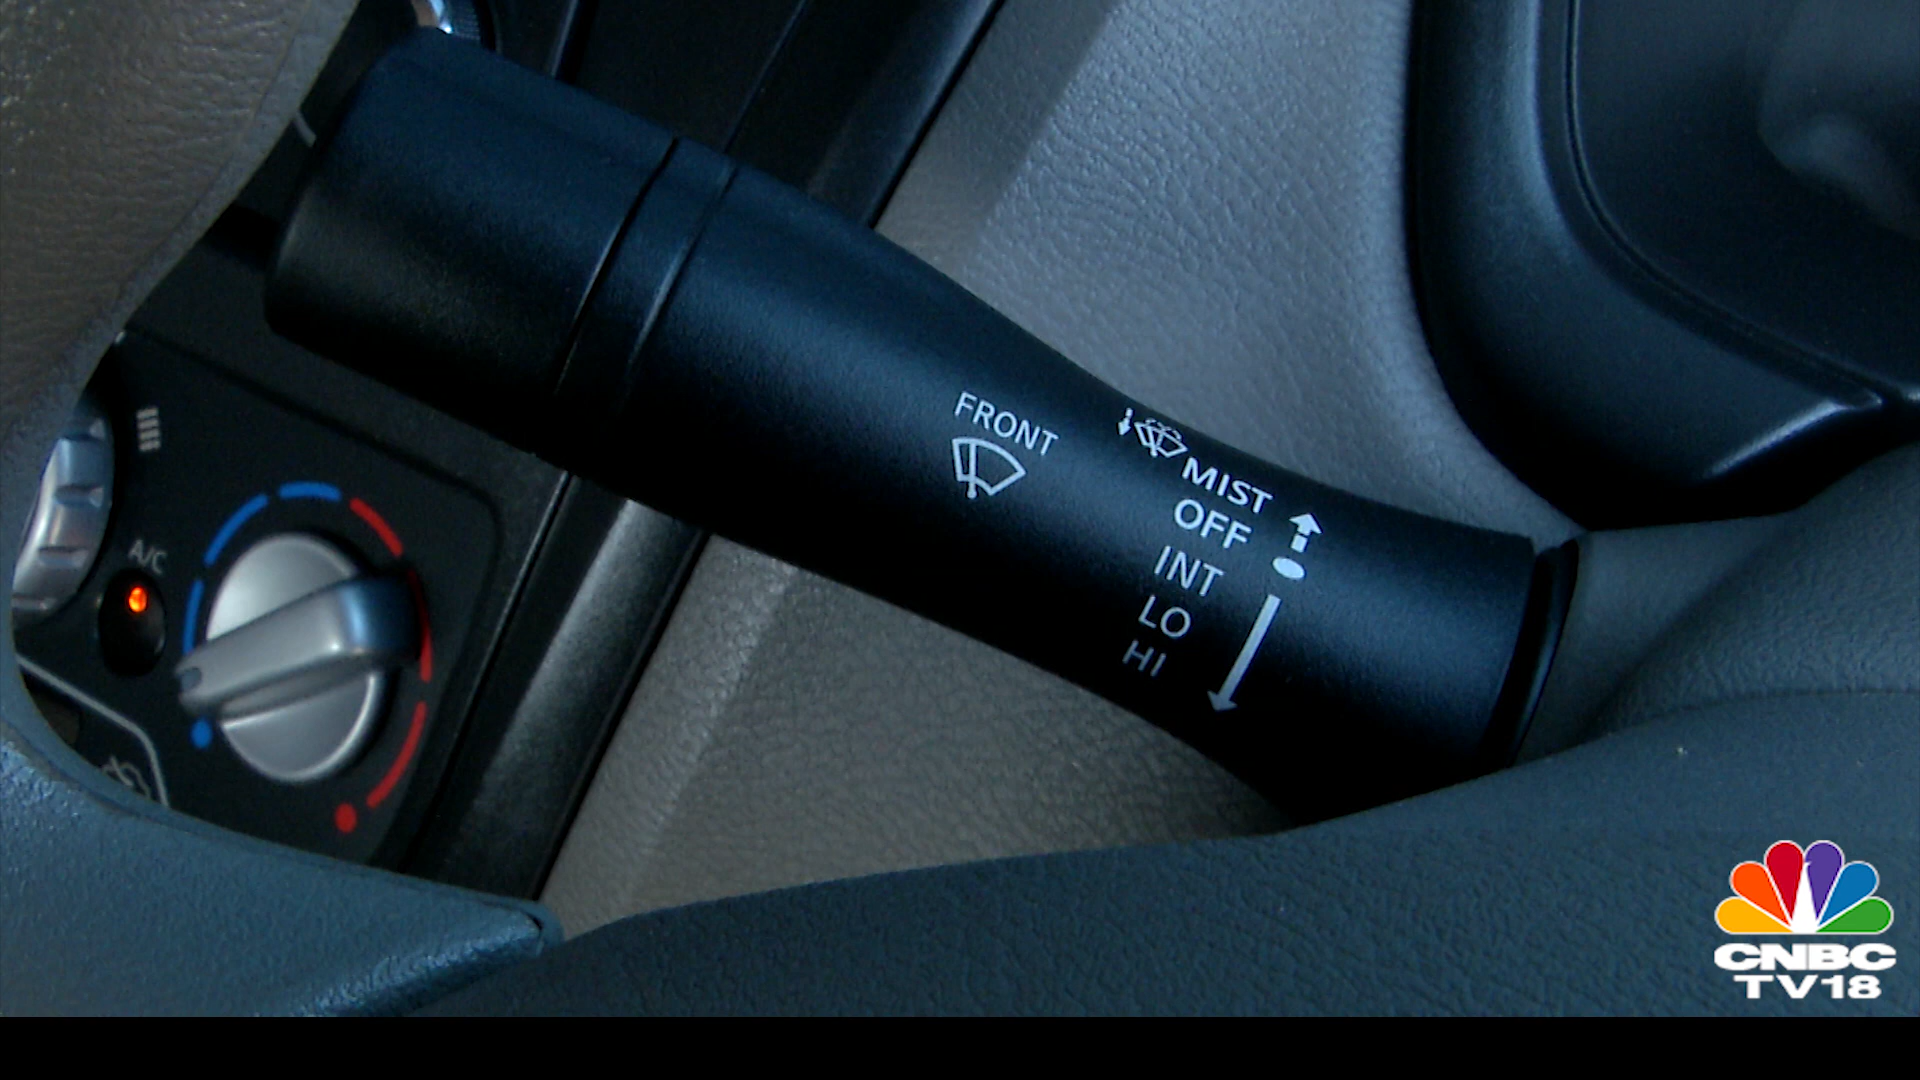 FRONT
MIST
OFF
INT
LO
HI
A/C
CNBC
TV18